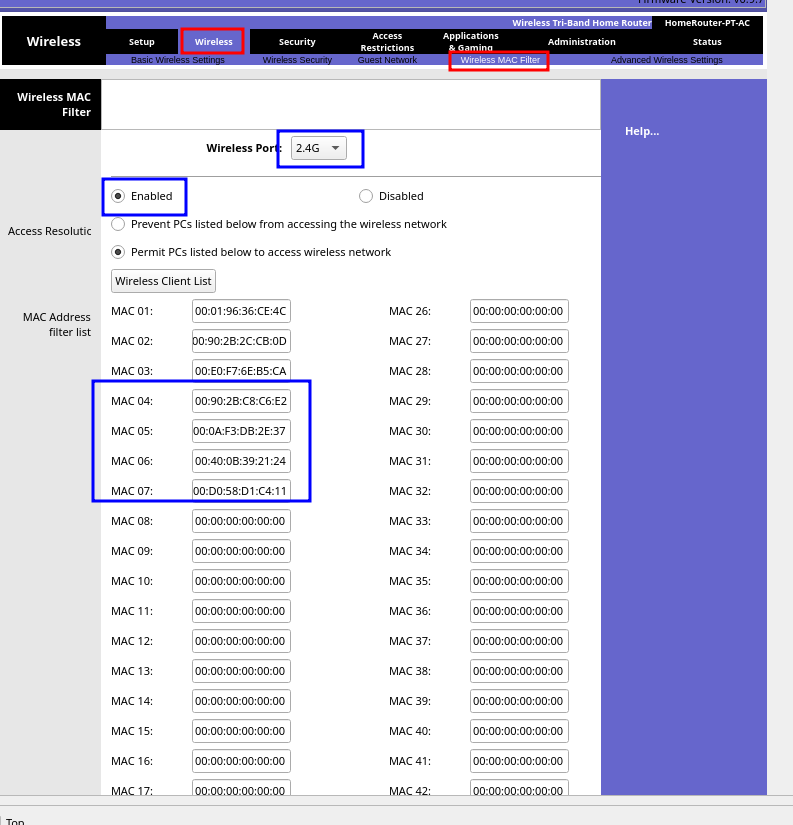 Firmware Version: v0.9.7
Wireless Tri-Band Home Router HomeRouter-PT-AC
Wireless
Setup Wireless Security Access Restrictions Applications & Gaming Administration Status
Basic Wireless Settings Wireless Security Guest Network Wireless MAC Filter Advanced Wireless Settings
Wireless MAC
Filter
Help...
Wireless Port: 2.4G
Enabled Disabled
Access Resolutic
Prevent PCs listed below from accessing the wireless network
Permit PCs listed below to access wireless network
Wireless Client List
MAC Address
filter list
MAC 01: 00:01:96:36:CE:4C MAC 26: 00:00:00:00:00:00
MAC 02: 00:90:2B:2C:CB:0D MAC 27: 00:00:00:00:00:00
MAC 03: 00:E0:F7:6E:B5:CA MAC 28: 00:00:00:00:00:00
MAC 04: 00:90:2B:C8:C6:E2 MAC 29: 00:00:00:00:00:00
MAC 05: 00:0A:F3:DB:2E:37 MAC 30: 00:00:00:00:00:00
MAC 06: 00:40:0B:39:21:24 MAC 31: 00:00:00:00:00:00
MAC 07: 00:D0:58:D1:C4:11 MAC 32: 00:00:00:00:00:00
MAC 08: 00:00:00:00:00:00 MAC 33: 00:00:00:00:00:00
MAC 09: 00:00:00:00:00:00 MAC 34: 00:00:00:00:00:00
MAC 10: 00:00:00:00:00:00 MAC 35: 00:00:00:00:00:00
MAC 11: 00:00:00:00:00:00 MAC 36: 00:00:00:00:00:00
MAC 12: 00:00:00:00:00:00 MAC 37: 00:00:00:00:00:00
MAC 13: 00:00:00:00:00:00 MAC 38: 00:00:00:00:00:00
MAC 14: 00:00:00:00:00:00 MAC 39: 00:00:00:00:00:00
MAC 15: 00:00:00:00:00:00 MAC 40: 00:00:00:00:00:00
MAC 16: 00:00:00:00:00:00 MAC 41: 00:00:00:00:00:00
MAC 17: 00:00:00:00:00:00 MAC 42: 00:00:00:00:00:00
Top